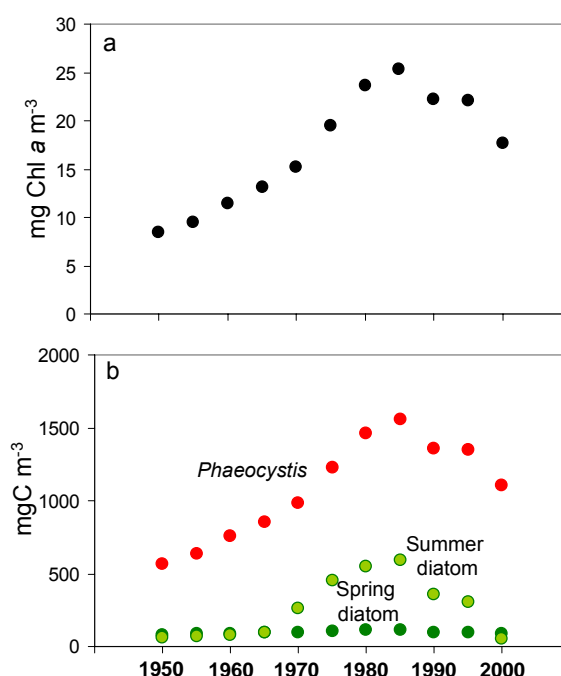 a
mg Chl a m-3
30
25
20
15
10
5
0
b
mgC m-3
2000
1500
1000
500
0
Phaeocystis
Summer
diatom
Spring
diatom
1950 1960 1970 1980 1990 2000